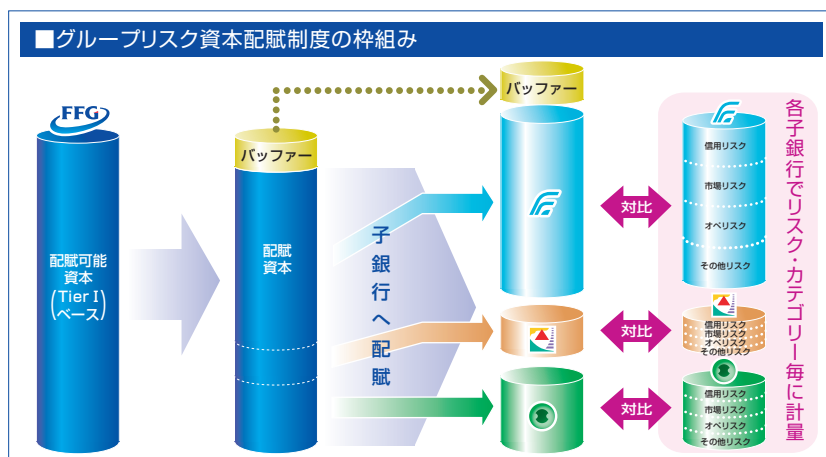 ■グループリスク資本配賦制度の枠組み
FFG
配賦可能
資本
(Tier I
ベース)
バッファー
配賦
資本
子銀行へ配賦
バッファー
対比
対比
対比
信用リスク
市場リスク
オペリスク
その他リスク
信用リスク
市場リスク
オペリスク
その他リスク
信用リスク
市場リスク
オペリスク
その他リスク
各子銀行でリスク・カテゴリー毎に計量